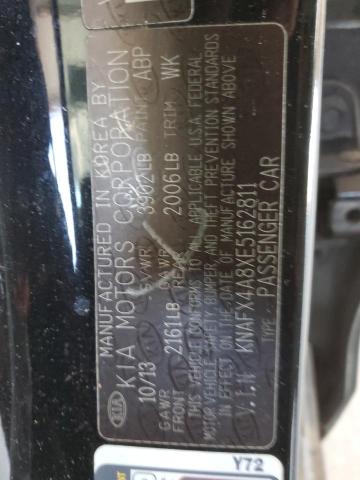 MANUFACTURED IN KOREA BY
KIA KIA MOTORS CORPORATION
10/13 GVWR 3902LB PAINT ABP
GAWR FRONT 2161LB GAWR REAR 2006LB TRIM WK
THIS VEHICLE CONFORMS TO ALL APPLICABLE U.S.A. FEDERAL
MOTOR VEHICLE SAFETY, BUMPER, AND THEFT PREVENTION STANDARDS
IN EFFECT ON THE DATE OF MANUFACTURE SHOWN ABOVE
V.I.N : KNAFX4A8XE5162811
TYPE : PASSENGER CAR
Y72